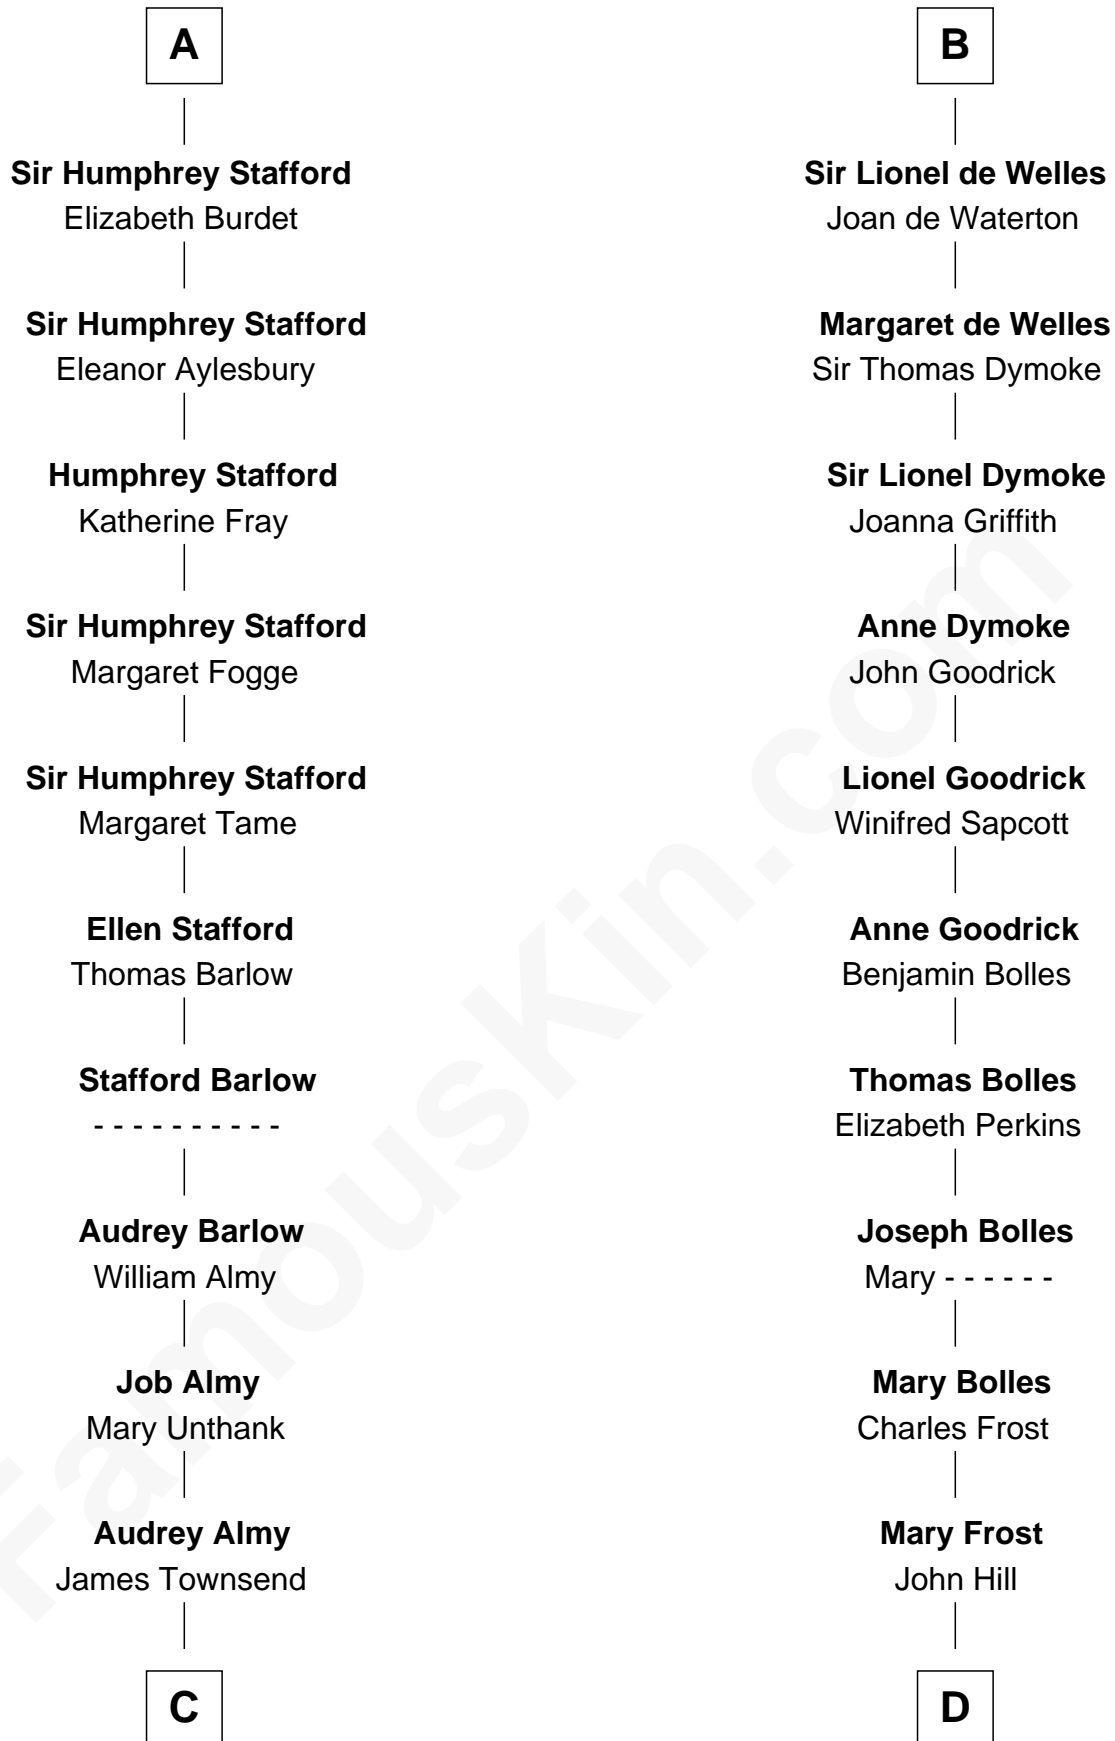 A
Sir Humphrey Stafford
Elizabeth Burdet
Sir Humphrey Stafford
Eleanor Aylesbury
Humphrey Stafford
Katherine Fray
Sir Humphrey Stafford
Margaret Fogge
Sir Humphrey Stafford
Margaret Tame
Ellen Stafford
Thomas Barlow
Stafford Barlow
- - - - - - - - - -
Audrey Barlow
William Almy
Job Almy
Mary Unthank
Audrey Almy
James Townsend
C
B
Sir Lionel de Welles
Joan de Waterton
Margaret de Welles
Sir Thomas Dymoke
Sir Lionel Dymoke
Joanna Griffith
Anne Dymoke
John Goodrick
Lionel Goodrick
Winifred Sapcott
Anne Goodrick
Benjamin Bolles
Thomas Bolles
Elizabeth Perkins
Joseph Bolles
Mary - - - - - -
Mary Bolles
Charles Frost
Mary Frost
John Hill
D
FamousKin.com